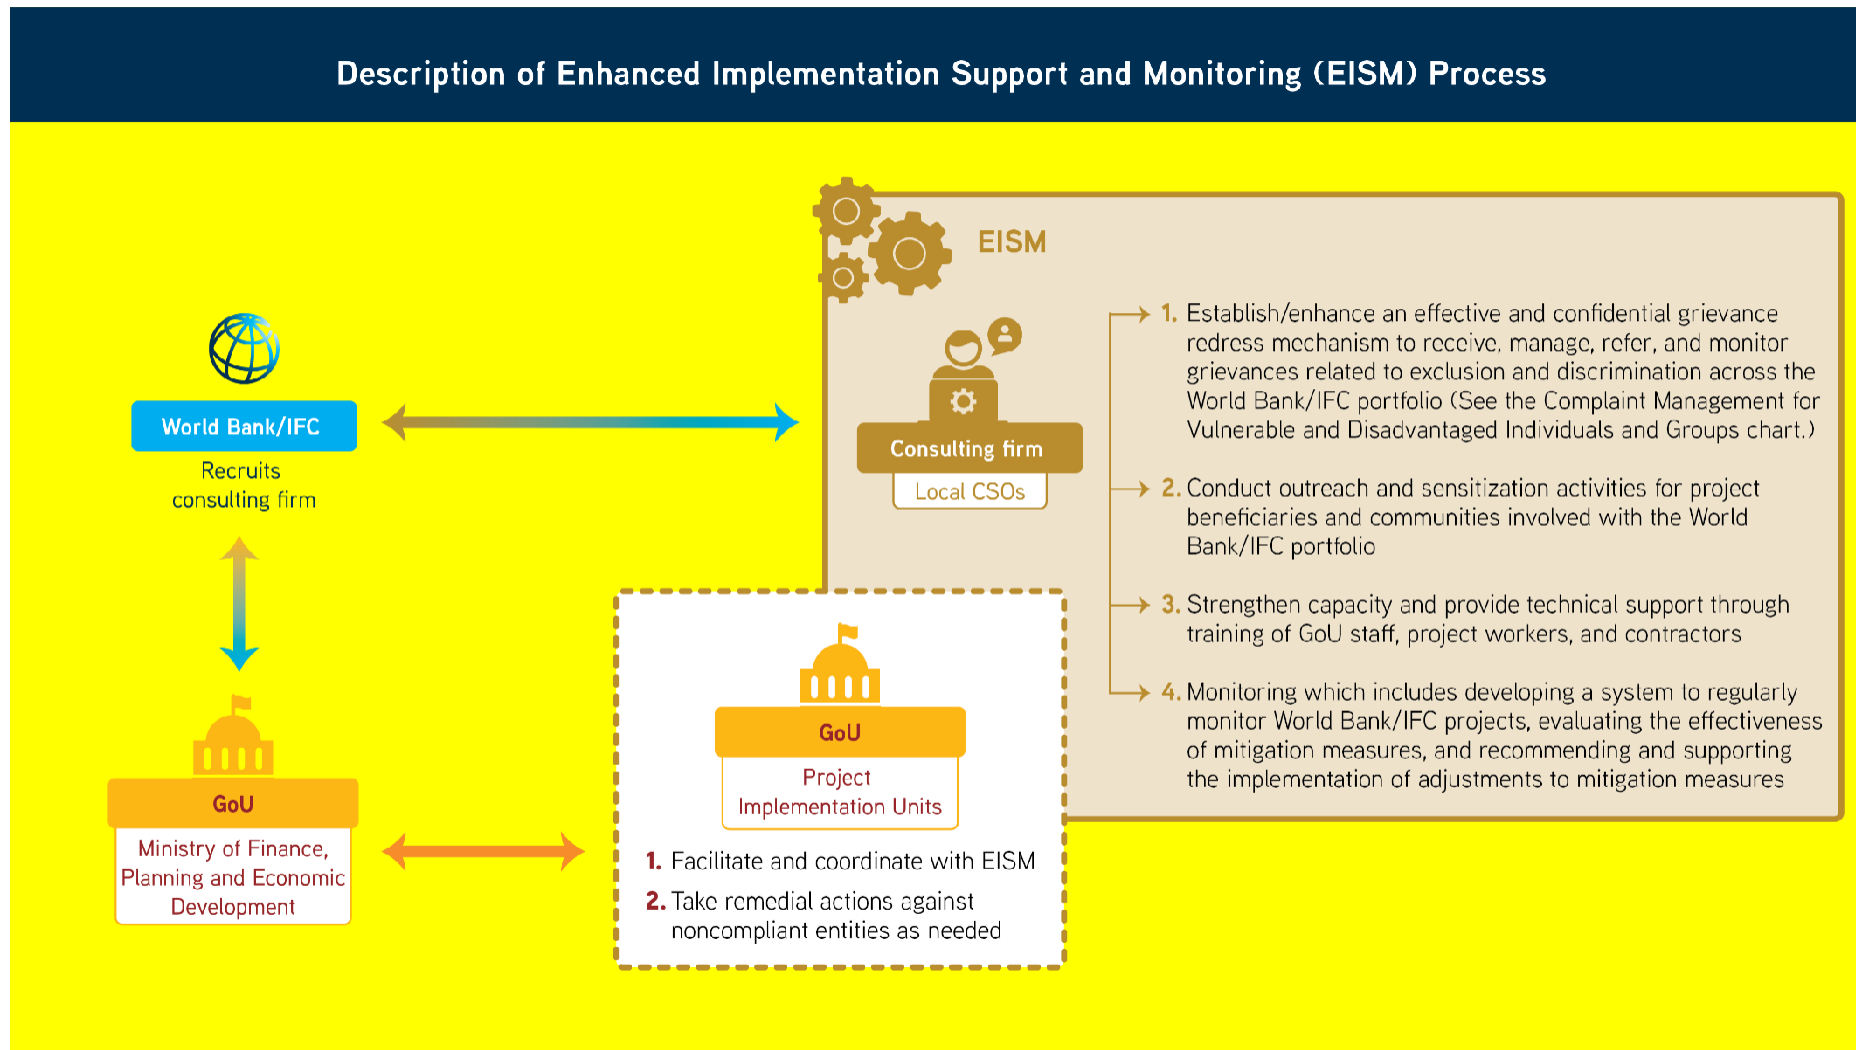 Description of Enhanced Implementation Support and Monitoring (EISM) Process
World Bank/IFC
Recruits
consulting firm
GoU
Ministry of Finance,
Planning and Economic
Development
EISM
Consulting firm
Local CSOs
1. Establish/enhance an effective and confidential grievance
redress mechanism to receive, manage, refer, and monitor
grievances related to exclusion and discrimination across the
World Bank/IFC portfolio (See the Complaint Management for
Vulnerable and Disadvantaged Individuals and Groups chart.)
2. Conduct outreach and sensitization activities for project
beneficiaries and communities involved with the World
Bank/IFC portfolio
3. Strengthen capacity and provide technical support through
training of GoU staff, project workers, and contractors
4. Monitoring which includes developing a system to regularly
monitor World Bank/IFC projects, evaluating the effectiveness
of mitigation measures, and recommending and supporting
the implementation of adjustments to mitigation measures
GoU
Project
Implementation Units
1. Facilitate and coordinate with EISM
2. Take remedial actions against
noncompliant entities as needed